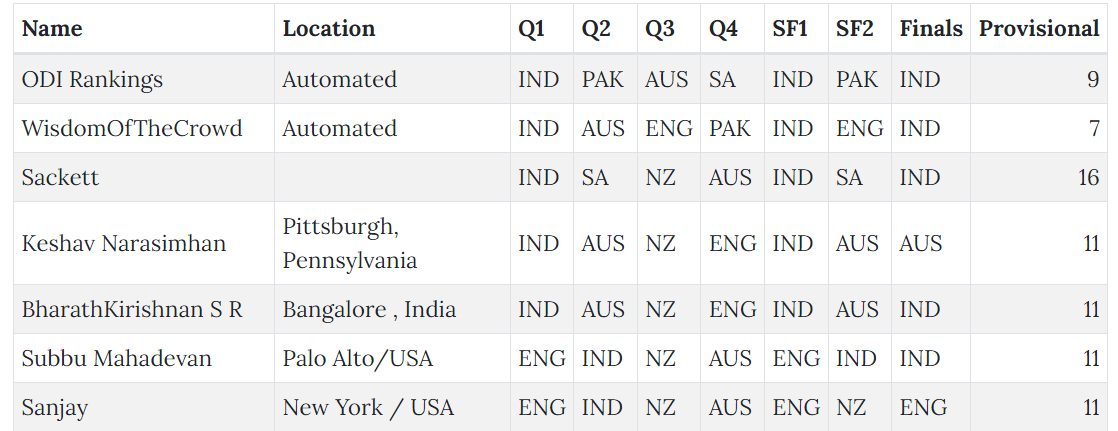 Name Location Q1 Q2 Q3 Q4 SF1 SF2 Finals Provisional
ODI Rankings Automated IND PAK AUS SA IND PAK IND 9
WisdomOfTheCrowd Automated IND AUS ENG PAK IND ENG IND 7
Sackett IND SA NZ AUS IND SA IND 16
Keshav Narasimhan Pittsburgh, Pennsylvania IND AUS NZ ENG IND AUS AUS 11
BharathKirishnan S R Bangalore , India IND AUS NZ ENG IND AUS IND 11
Subbu Mahadevan Palo Alto/USA ENG IND NZ AUS ENG IND IND 11
Sanjay New York / USA ENG IND NZ AUS ENG NZ ENG 11